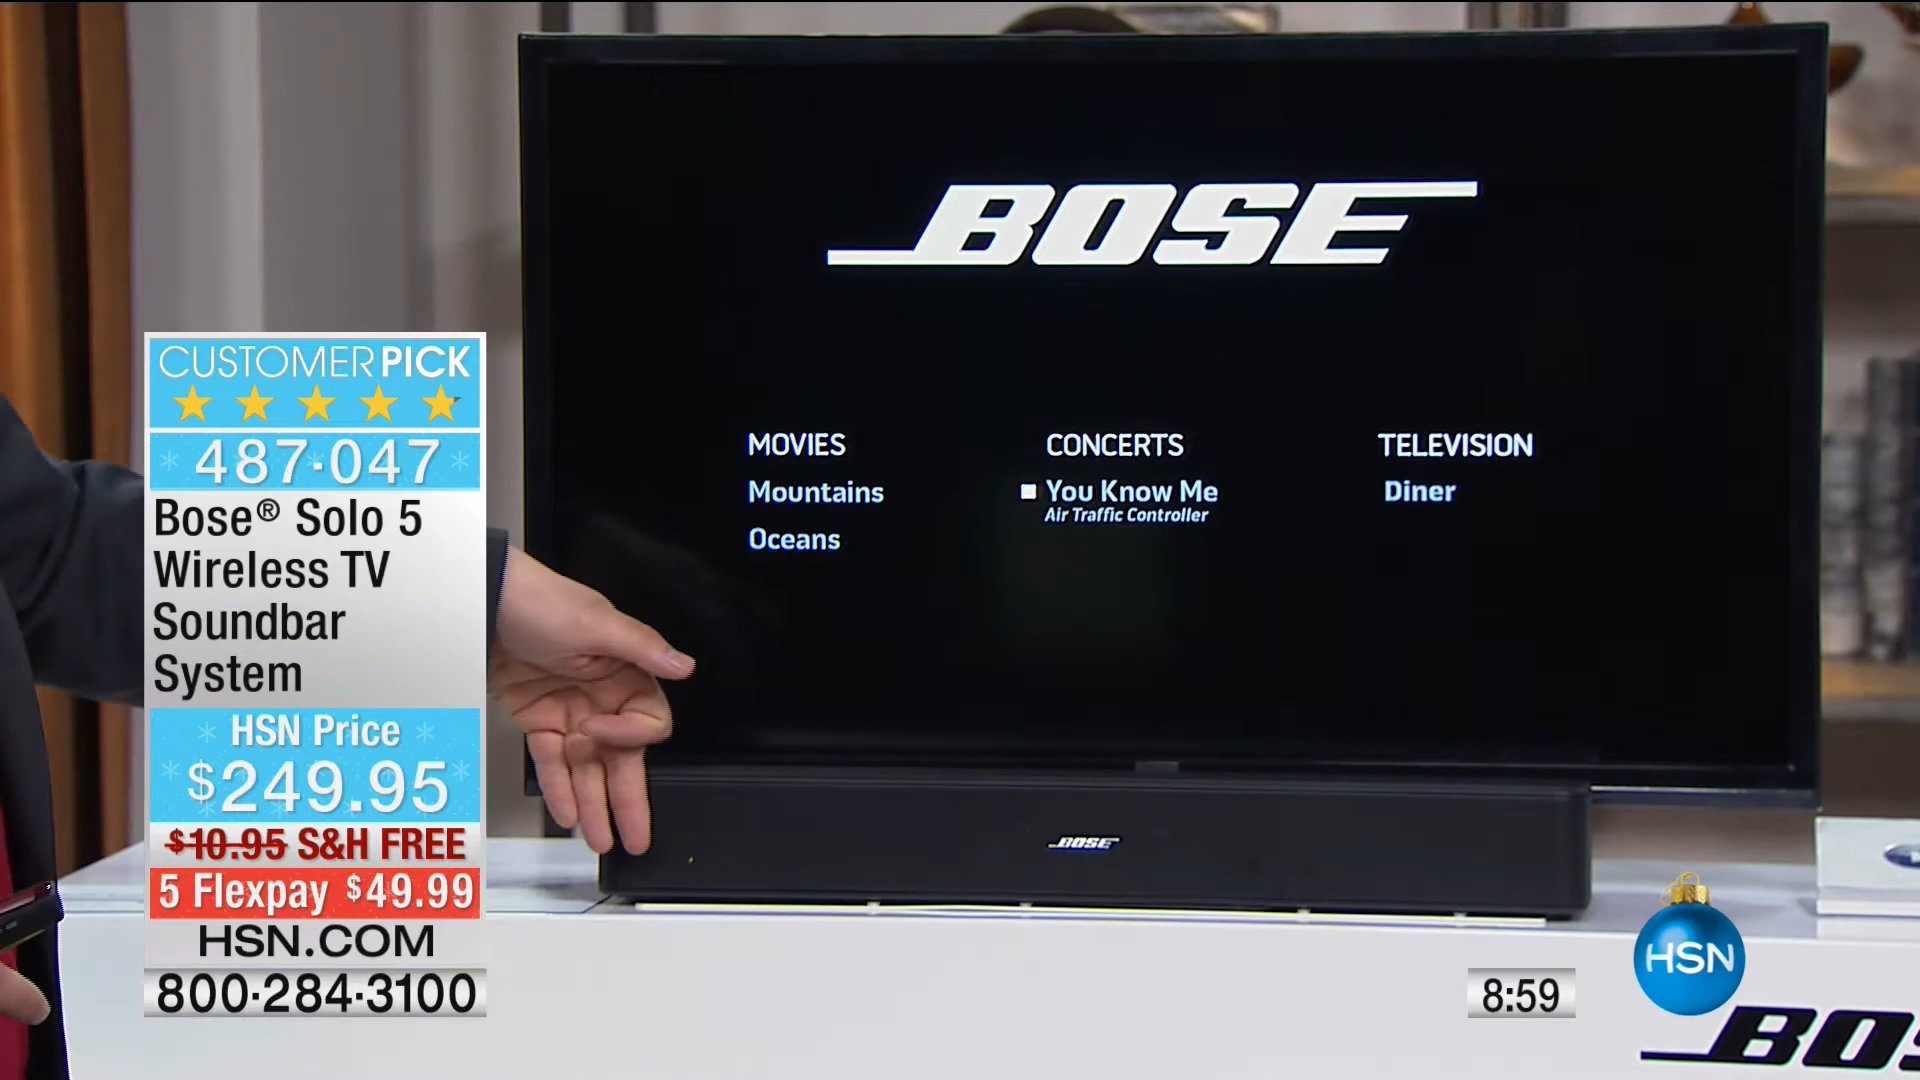 CUSTOMER PICK
487·047
Bose® Solo 5
Wireless TV
Soundbar
System
HSN Price
$249.95
$10.95 S&H FREE
5 Flexpay $49.99
HSN.COM
800·284·3100
BOSE
MOVIES
Mountains
Oceans
CONCERTS
You Know Me
Air Traffic Controller
TELEVISION
Diner
BOSE
8:59
HSN
BOS